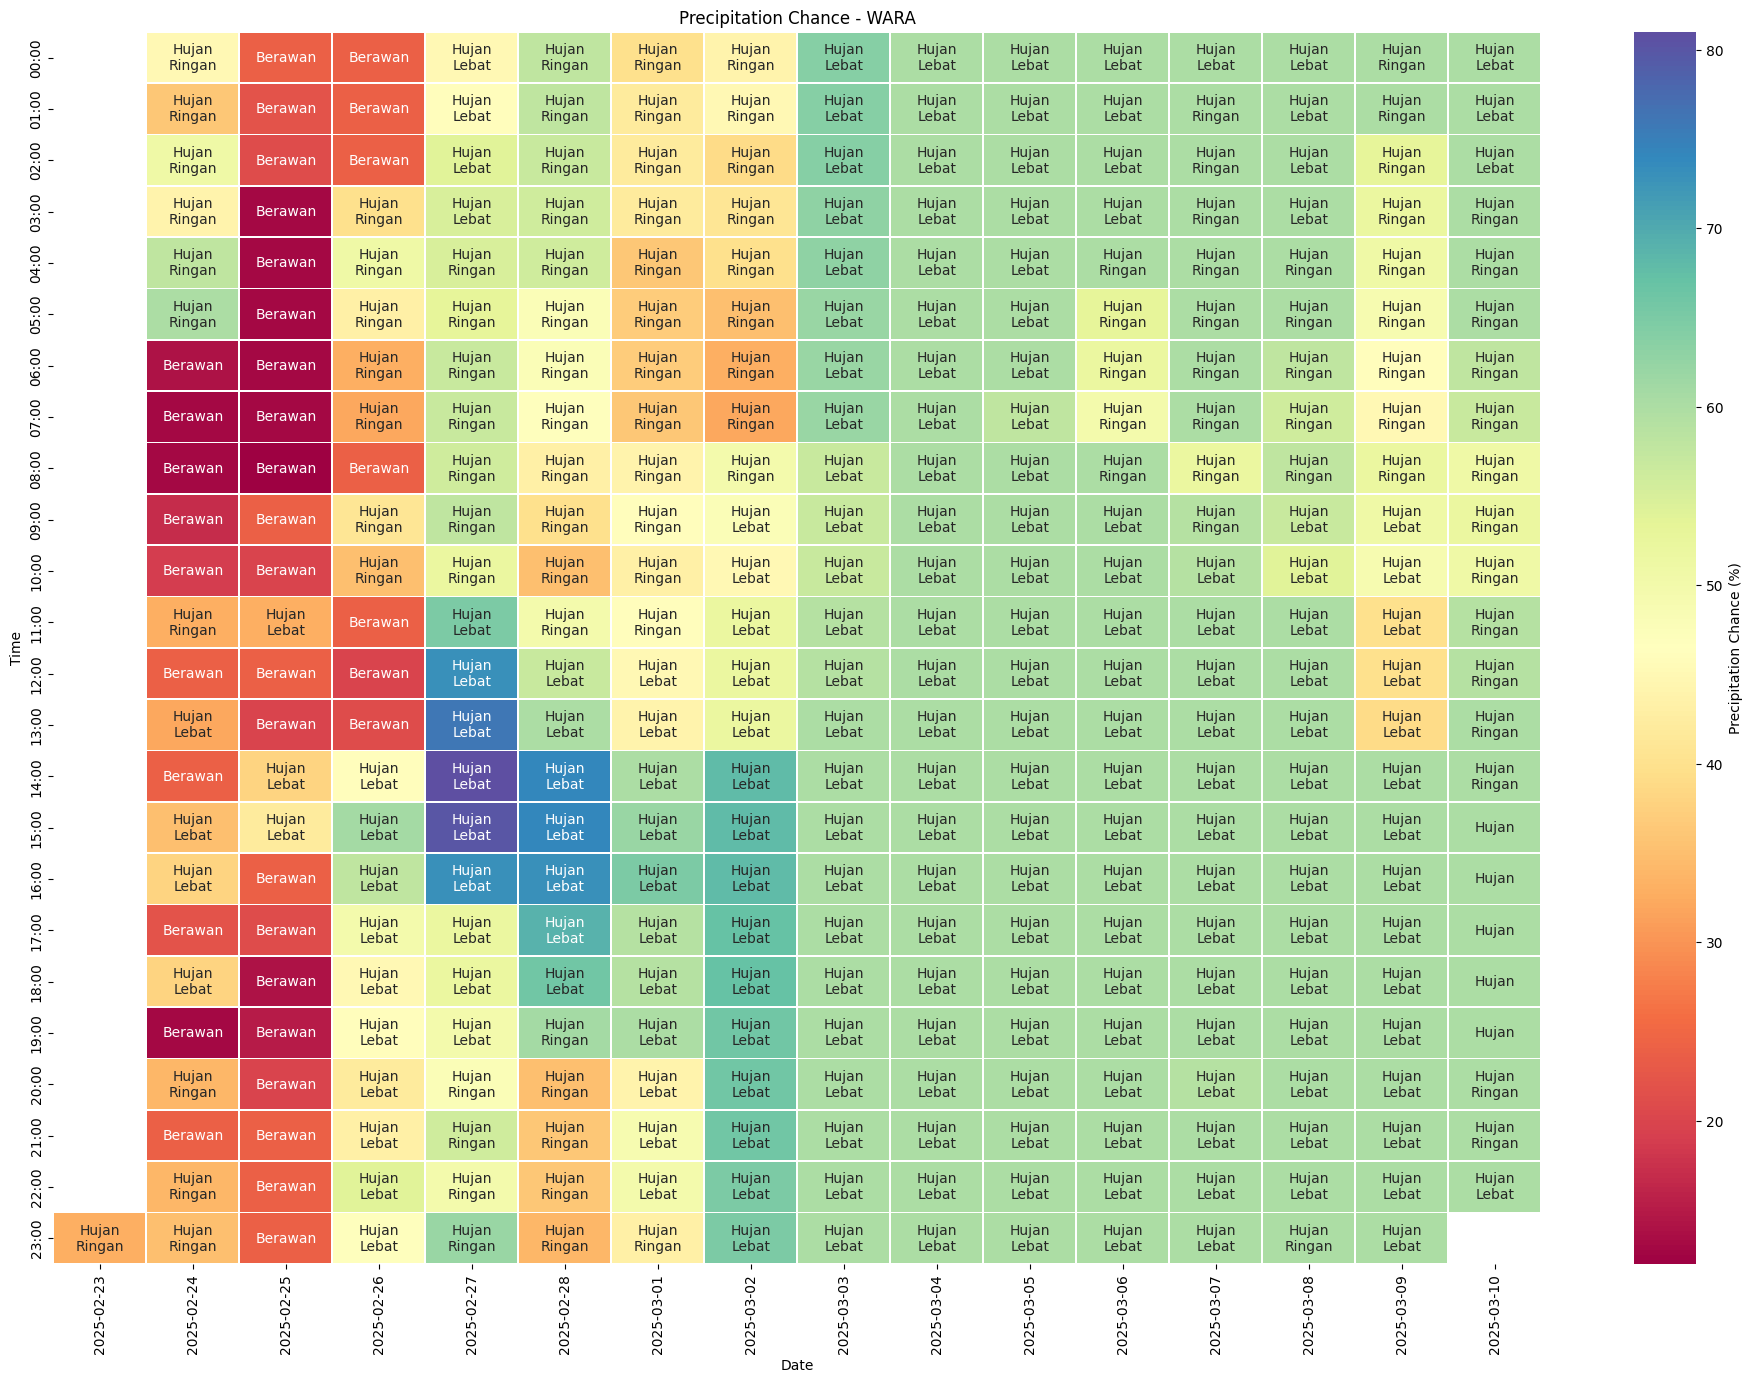 Precipitation Chance - WARA
00:00 Hujan Ringan Berawan Berawan Hujan Lebat Hujan Ringan Hujan Ringan Hujan Ringan Hujan Lebat Hujan Lebat Hujan Lebat Hujan Lebat Hujan Lebat Hujan Lebat Hujan Ringan Hujan Lebat
01:00 Hujan Ringan Berawan Berawan Hujan Lebat Hujan Ringan Hujan Ringan Hujan Ringan Hujan Lebat Hujan Lebat Hujan Lebat Hujan Lebat Hujan Ringan Hujan Lebat Hujan Ringan Hujan Lebat
02:00 Hujan Ringan Berawan Berawan Hujan Lebat Hujan Ringan Hujan Ringan Hujan Ringan Hujan Lebat Hujan Lebat Hujan Lebat Hujan Lebat Hujan Ringan Hujan Lebat Hujan Ringan Hujan Lebat
03:00 Hujan Ringan Berawan Hujan Ringan Hujan Lebat Hujan Ringan Hujan Ringan Hujan Ringan Hujan Lebat Hujan Lebat Hujan Lebat Hujan Lebat Hujan Ringan Hujan Lebat Hujan Ringan Hujan Ringan
04:00 Hujan Ringan Berawan Hujan Ringan Hujan Ringan Hujan Ringan Hujan Ringan Hujan Ringan Hujan Lebat Hujan Lebat Hujan Lebat Hujan Ringan Hujan Ringan Hujan Ringan Hujan Ringan Hujan Ringan
05:00 Hujan Ringan Berawan Hujan Ringan Hujan Ringan Hujan Ringan Hujan Ringan Hujan Ringan Hujan Lebat Hujan Lebat Hujan Lebat Hujan Ringan Hujan Ringan Hujan Ringan Hujan Ringan Hujan Ringan
06:00 Berawan Berawan Hujan Ringan Hujan Ringan Hujan Ringan Hujan Ringan Hujan Ringan Hujan Lebat Hujan Lebat Hujan Lebat Hujan Ringan Hujan Ringan Hujan Ringan Hujan Ringan Hujan Ringan
07:00 Berawan Berawan Hujan Ringan Hujan Ringan Hujan Ringan Hujan Ringan Hujan Ringan Hujan Lebat Hujan Lebat Hujan Lebat Hujan Ringan Hujan Ringan Hujan Ringan Hujan Ringan Hujan Ringan
08:00 Berawan Berawan Berawan Hujan Ringan Hujan Ringan Hujan Ringan Hujan Ringan Hujan Lebat Hujan Lebat Hujan Lebat Hujan Ringan Hujan Ringan Hujan Ringan Hujan Ringan Hujan Ringan
09:00 Berawan Berawan Hujan Ringan Hujan Ringan Hujan Ringan Hujan Ringan Hujan Lebat Hujan Lebat Hujan Lebat Hujan Lebat Hujan Lebat Hujan Ringan Hujan Lebat Hujan Lebat Hujan Ringan
10:00 Berawan Berawan Hujan Ringan Hujan Ringan Hujan Ringan Hujan Ringan Hujan Lebat Hujan Lebat Hujan Lebat Hujan Lebat Hujan Lebat Hujan Lebat Hujan Lebat Hujan Lebat Hujan Ringan
11:00 Hujan Ringan Hujan Lebat Berawan Hujan Lebat Hujan Ringan Hujan Ringan Hujan Lebat Hujan Lebat Hujan Lebat Hujan Lebat Hujan Lebat Hujan Lebat Hujan Lebat Hujan Lebat Hujan Ringan
12:00 Berawan Berawan Berawan Hujan Lebat Hujan Lebat Hujan Lebat Hujan Lebat Hujan Lebat Hujan Lebat Hujan Lebat Hujan Lebat Hujan Lebat Hujan Lebat Hujan Lebat Hujan Ringan
13:00 Hujan Lebat Berawan Berawan Hujan Lebat Hujan Lebat Hujan Lebat Hujan Lebat Hujan Lebat Hujan Lebat Hujan Lebat Hujan Lebat Hujan Lebat Hujan Lebat Hujan Lebat Hujan Ringan
14:00 Berawan Hujan Lebat Hujan Lebat Hujan Lebat Hujan Lebat Hujan Lebat Hujan Lebat Hujan Lebat Hujan Lebat Hujan Lebat Hujan Lebat Hujan Lebat Hujan Lebat Hujan Lebat Hujan Ringan
15:00 Hujan Lebat Hujan Lebat Hujan Lebat Hujan Lebat Hujan Lebat Hujan Lebat Hujan Lebat Hujan Lebat Hujan Lebat Hujan Lebat Hujan Lebat Hujan Lebat Hujan Lebat Hujan Lebat Hujan
16:00 Hujan Lebat Berawan Hujan Lebat Hujan Lebat Hujan Lebat Hujan Lebat Hujan Lebat Hujan Lebat Hujan Lebat Hujan Lebat Hujan Lebat Hujan Lebat Hujan Lebat Hujan Lebat Hujan
17:00 Berawan Berawan Hujan Lebat Hujan Lebat Hujan Lebat Hujan Lebat Hujan Lebat Hujan Lebat Hujan Lebat Hujan Lebat Hujan Lebat Hujan Lebat Hujan Lebat Hujan Lebat Hujan
18:00 Hujan Lebat Berawan Hujan Lebat Hujan Lebat Hujan Lebat Hujan Lebat Hujan Lebat Hujan Lebat Hujan Lebat Hujan Lebat Hujan Lebat Hujan Lebat Hujan Lebat Hujan Lebat Hujan
19:00 Berawan Berawan Hujan Lebat Hujan Lebat Hujan Ringan Hujan Lebat Hujan Lebat Hujan Lebat Hujan Lebat Hujan Lebat Hujan Lebat Hujan Lebat Hujan Lebat Hujan Lebat Hujan
20:00 Hujan Ringan Berawan Hujan Lebat Hujan Ringan Hujan Ringan Hujan Lebat Hujan Lebat Hujan Lebat Hujan Lebat Hujan Lebat Hujan Lebat Hujan Lebat Hujan Lebat Hujan Lebat Hujan Ringan
21:00 Berawan Berawan Hujan Lebat Hujan Ringan Hujan Ringan Hujan Lebat Hujan Lebat Hujan Lebat Hujan Lebat Hujan Lebat Hujan Lebat Hujan Lebat Hujan Lebat Hujan Lebat Hujan Ringan
22:00 Hujan Ringan Berawan Hujan Lebat Hujan Ringan Hujan Ringan Hujan Lebat Hujan Lebat Hujan Lebat Hujan Lebat Hujan Lebat Hujan Lebat Hujan Lebat Hujan Lebat Hujan Lebat Hujan Lebat
23:00 Hujan Ringan Hujan Ringan Berawan Hujan Lebat Hujan Ringan Hujan Ringan Hujan Ringan Hujan Lebat Hujan Lebat Hujan Lebat Hujan Lebat Hujan Lebat Hujan Lebat Hujan Ringan Hujan Lebat
Time
2025-02-23 2025-02-24 2025-02-25 2025-02-26 2025-02-27 2025-02-28 2025-03-01 2025-03-02 2025-03-03 2025-03-04 2025-03-05 2025-03-06 2025-03-07 2025-03-08 2025-03-09 2025-03-10
Date
80
70
60
50
40
30
20
Precipitation Chance (%)